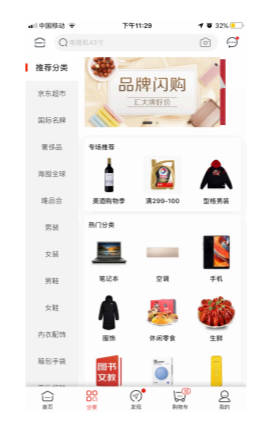 中国移动
下午11:29
32%
电视机43寸
推荐分类
京东超市
国际名牌
奢侈品
海囤全球
唯品会
男装
女装
男鞋
女鞋
内衣配饰
箱包手袋
品牌闪购
汇大牌好价
专场推荐
美酒购物季
满299-100
型格男装
热门分类
笔记本
空调
手机
服饰
休闲零食
生鲜
图书
文教
首页
分类
发现
购物车
我的